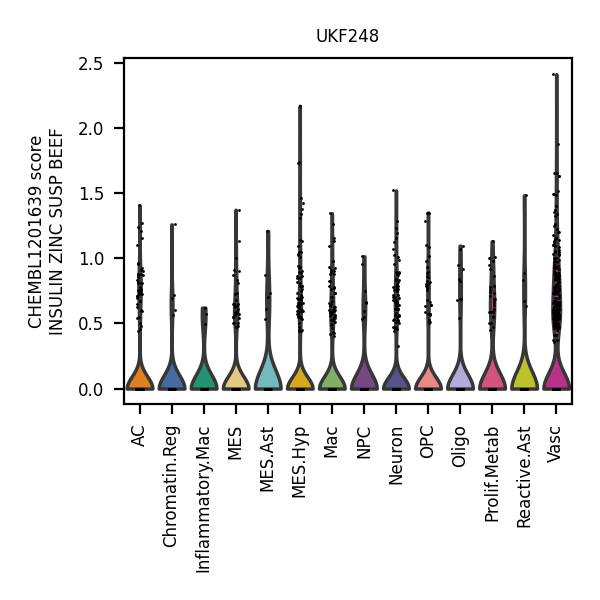 UKF248
CHEMBL1201639 score
INSULIN ZINC SUSP BEEF
2.5
2.0
1.5
1.0
0.5
0.0
AC
Chromatin.Reg
Inflammatory.Mac
MES
MES.Ast
MES.Hyp
Mac
NPC
Neuron
OPC
Oligo
Prolif.Metab
Reactive.Ast
Vasc